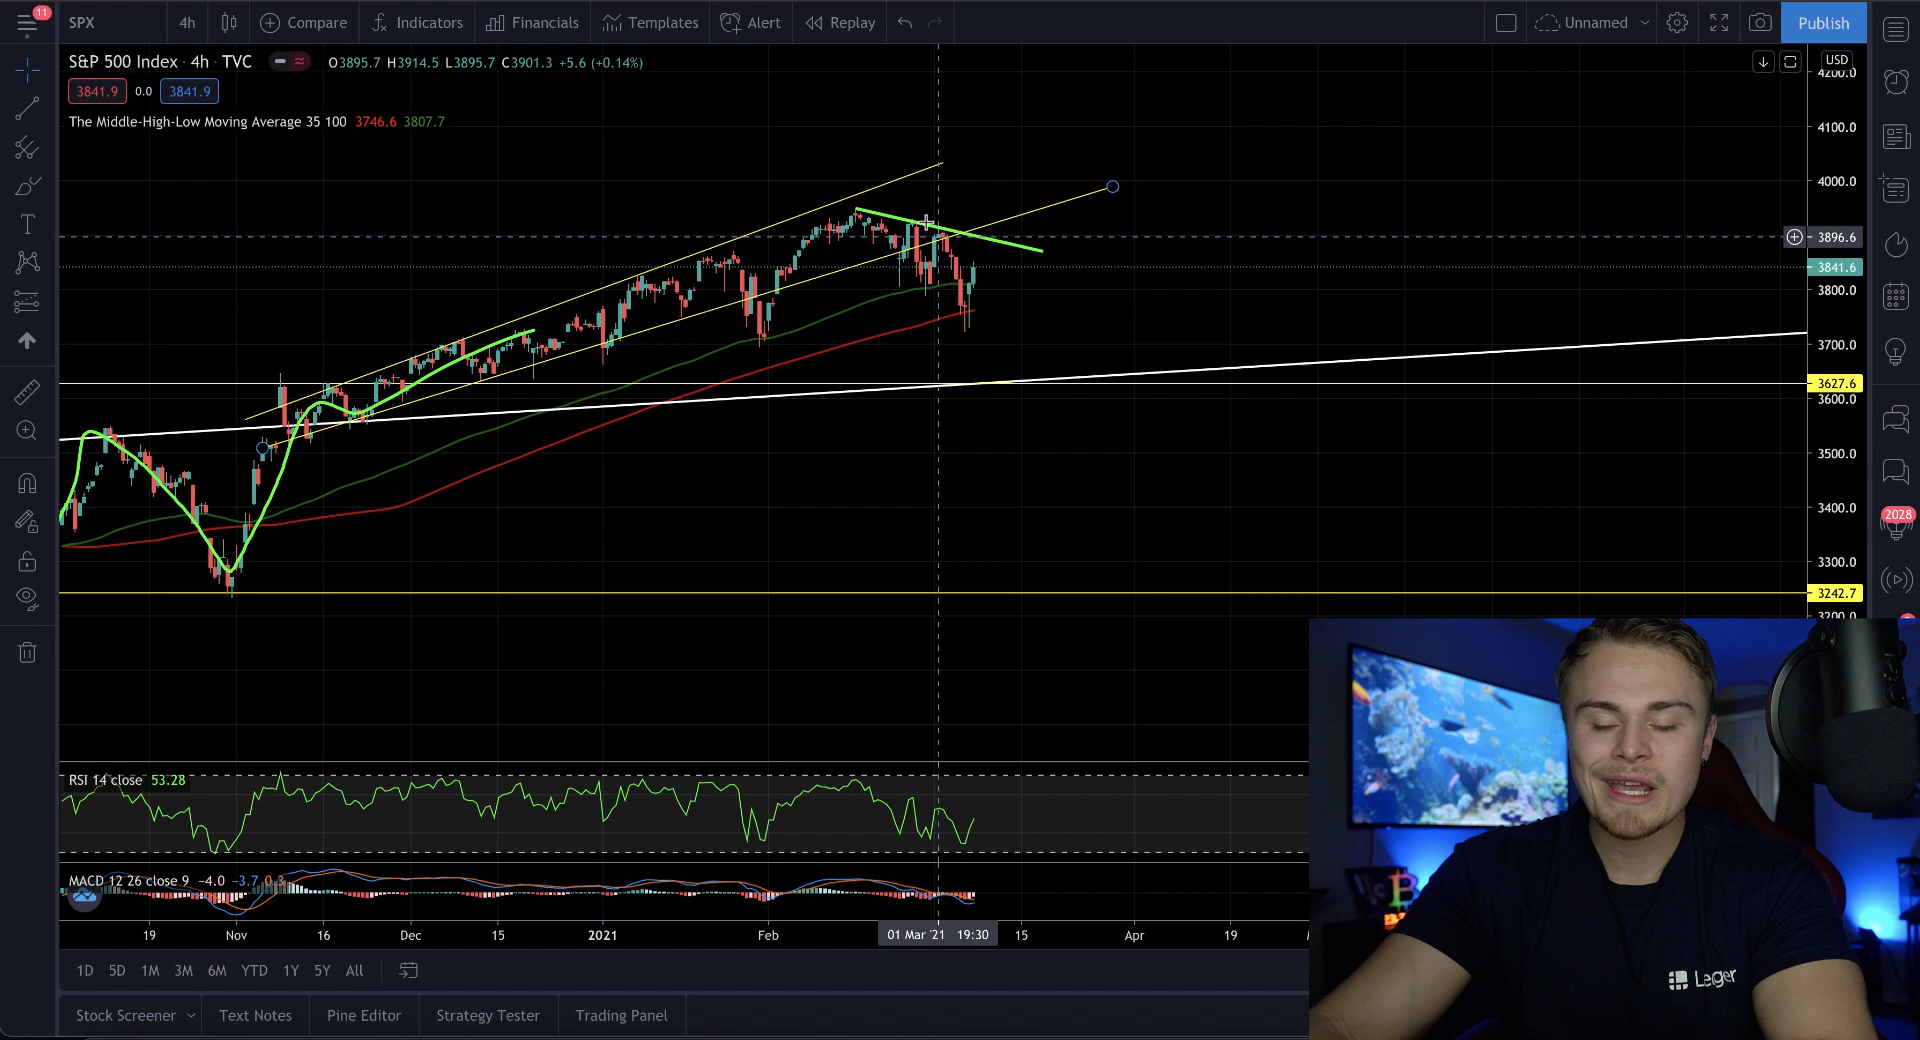 11
SPX
4h
Compare
Indicators
Financials
Templates
Alert
Replay
Unnamed
Publish
S&P 500 Index · 4h · TVC
O3895.7 H3914.5 L3895.7 C3901.3 +5.6 (+0.14%)
USD
3841.9 0.0 3841.9
The Middle-High-Low Moving Average 35 100 3746.6 3807.7
4200.0
4100.0
4000.0
3896.6
3841.6
3800.0
3700.0
3627.6
3600.0
3500.0
3400.0
3300.0
3242.7
3200.0
2028
RSI 14 close 53.28
MACD 12 26 close 9 −4.0 −3.7 0.3
19 Nov 16 Dec 15 2021 Feb 01 Mar '21 19:30 15 Apr 19
1D 5D 1M 3M 6M YTD 1Y 5Y All
Stock Screener
Text Notes
Pine Editor
Strategy Tester
Trading Panel
Ledger